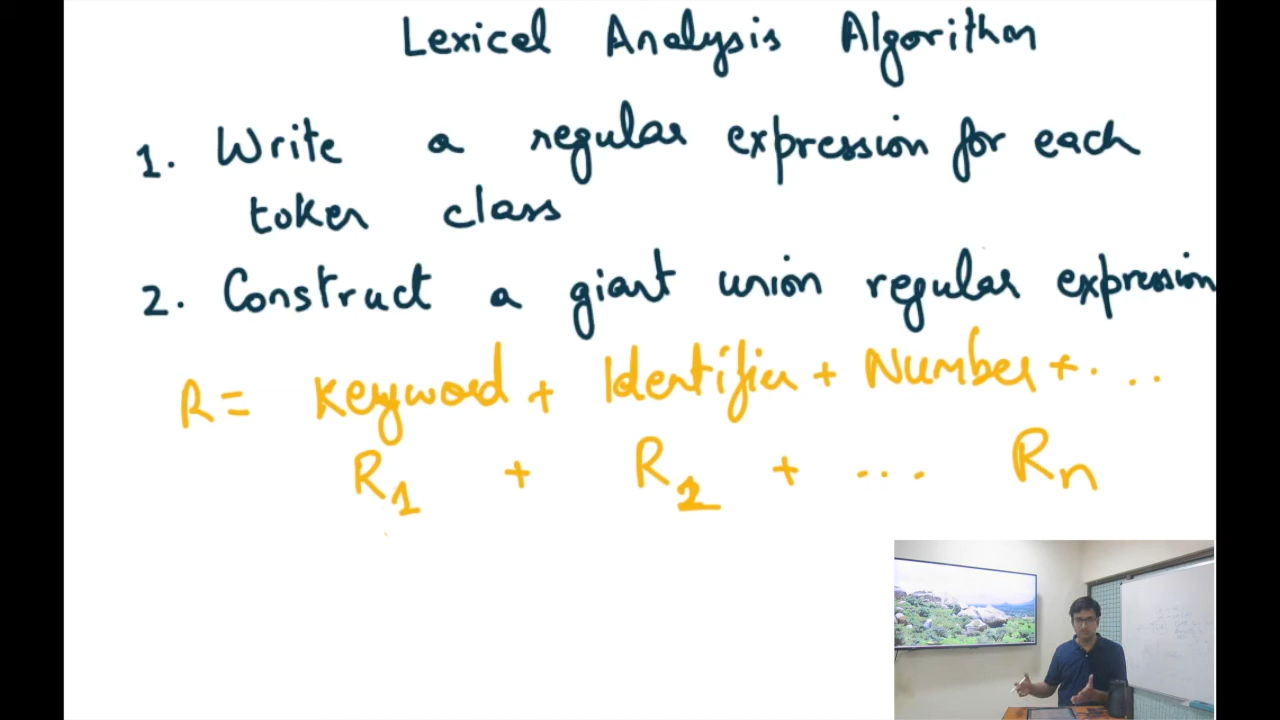 Lexical Analysis Algorithm
1. Write a regular expression for each
token class
2. Construct a giant union regular expression
R = Keyword + Identifier + Number + . . .
R1 + R2 + ... Rn